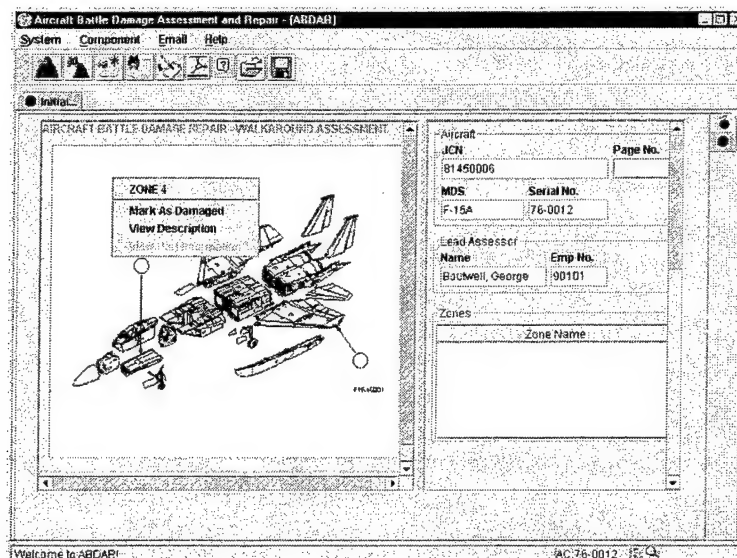 Aircraft Battle Damage Assessment and Repair - [ABDAR]
System Component Email Help
Initial...
AIRCRAFT BATTLE DAMAGE REPAIR - WALKAROUND ASSESSMENT
ZONE 4
Mark As Damaged
View Description
Aircraft
JCN Page No.
81450006
MDS Serial No.
F-15A 76-0012
Lead Assessor
Name Emp No.
Boutwell, George 90101
Zones
Zone Name
Welcome to ABDAR! AC 76-0012